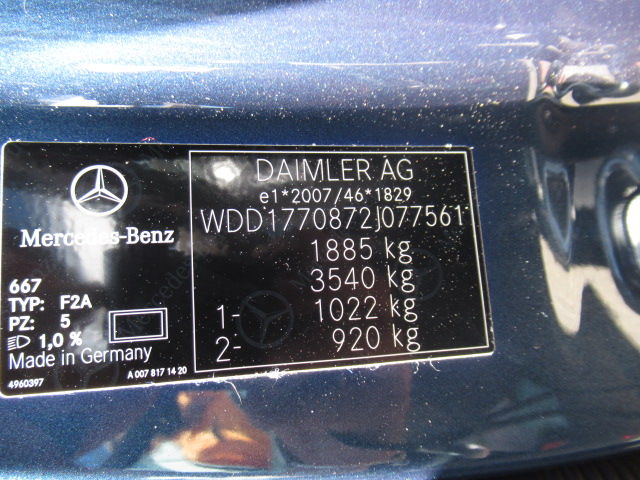 Mercedes-Benz
667
TYP: F2A
PZ: 5
1,0 %
Made in Germany
4960397 A 007 817 14 20
DAIMLER AG
e1*2007/46*1829
WDD1770872J077561
1885 kg
3540 kg
1- 1022 kg
2- 920 kg